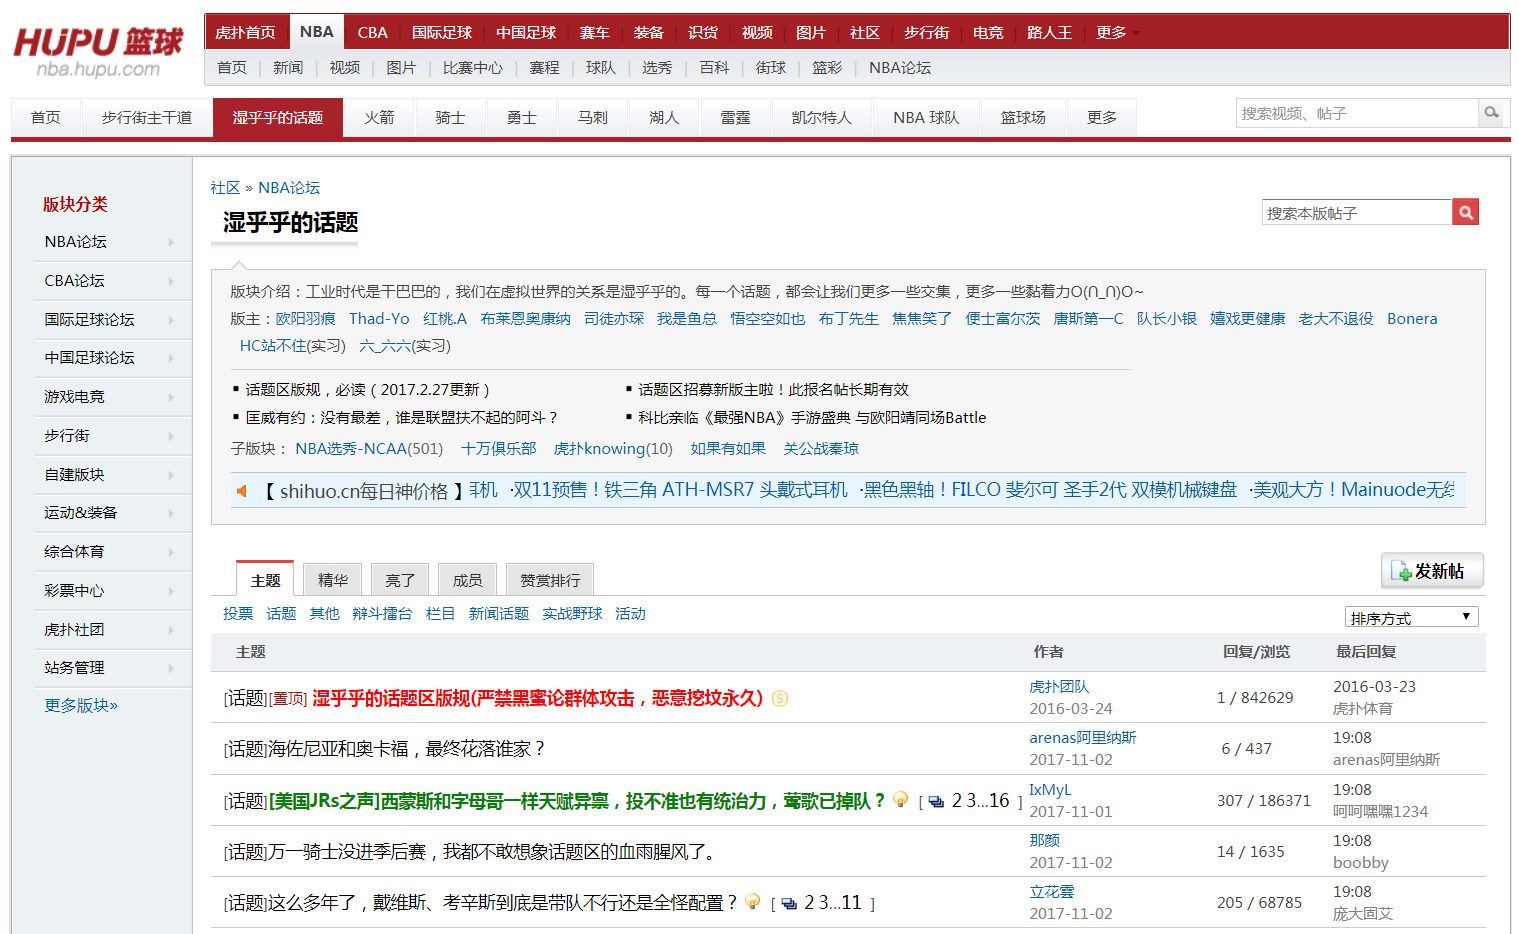 HUPU 篮球
nba.hupu.com
虎扑首页 NBA CBA 国际足球 中国足球 赛车 装备 识货 视频 图片 社区 步行街 电竞 路人王 更多
首页 新闻 视频 图片 比赛中心 赛程 球队 选秀 百科 街球 篮彩 NBA论坛
首页 步行街主干道 湿乎乎的话题 火箭 骑士 勇士 马刺 湖人 雷霆 凯尔特人 NBA 球队 篮球场 更多
搜索视频、帖子
版块分类
NBA论坛
CBA论坛
国际足球论坛
中国足球论坛
游戏电竞
步行街
自建版块
运动&装备
综合体育
彩票中心
虎扑社团
站务管理
更多版块»
社区 » NBA论坛
湿乎乎的话题
搜索本版帖子
版块介绍：工业时代是干巴巴的，我们在虚拟世界的关系是湿乎乎的。每一个话题，都会让我们更多一些交集，更多一些黏着力O(∩_∩)O~
版主：欧阳羽痕 Thad-Yo 红桃.A 布莱恩奥康纳 司徒亦琛 我是鱼总 悟空空如也 布丁先生 焦焦笑了 便士富尔茨 唐斯第一C 队长小银 嬉戏更健康 老大不退役 Bonera
HC站不住(实习) 六_六六(实习)
话题区版规，必读（2017.2.27更新） 话题区招募新版主啦！此报名帖长期有效
匡威有约：没有最差，谁是联盟扶不起的阿斗？ 科比亲临《最强NBA》手游盛典 与欧阳靖同场Battle
子版块： NBA选秀-NCAA(501) 十万俱乐部 虎扑knowing(10) 如果有如果 关公战秦琼
【 shihuo.cn每日神价格 】耳机 ·双11预售！铁三角 ATH-MSR7 头戴式耳机 ·黑色黑轴！FILCO 斐尔可 圣手2代 双模机械键盘 ·美观大方！Mainuode无线
主题 精华 亮了 成员 赞赏排行
发新帖
投票 话题 其他 辩斗擂台 栏目 新闻话题 实战野球 活动
排序方式
主题 作者 回复/浏览 最后回复
[话题][置顶] 湿乎乎的话题区版规(严禁黑蜜论群体攻击，恶意挖坟永久) 虎扑团队 2016-03-24 1 / 842629 2016-03-23 虎扑体育
[话题]海佐尼亚和奥卡福，最终花落谁家？ arenas阿里纳斯 2017-11-02 6 / 437 19:08 arenas阿里纳斯
[话题][美国JRs之声]西蒙斯和字母哥一样天赋异禀，投不准也有统治力，莺歌已掉队？ [ 2 3...16 ] IxMyL 2017-11-01 307 / 186371 19:08 呵呵嘿嘿1234
[话题]万一骑士没进季后赛，我都不敢想象话题区的血雨腥风了。 那颜 2017-11-02 14 / 1635 19:08 boobby
[话题]这么多年了，戴维斯、考辛斯到底是带队不行还是全怪配置？ [ 2 3...11 ] 立花雲 2017-11-02 205 / 68785 19:08 庞大固艾